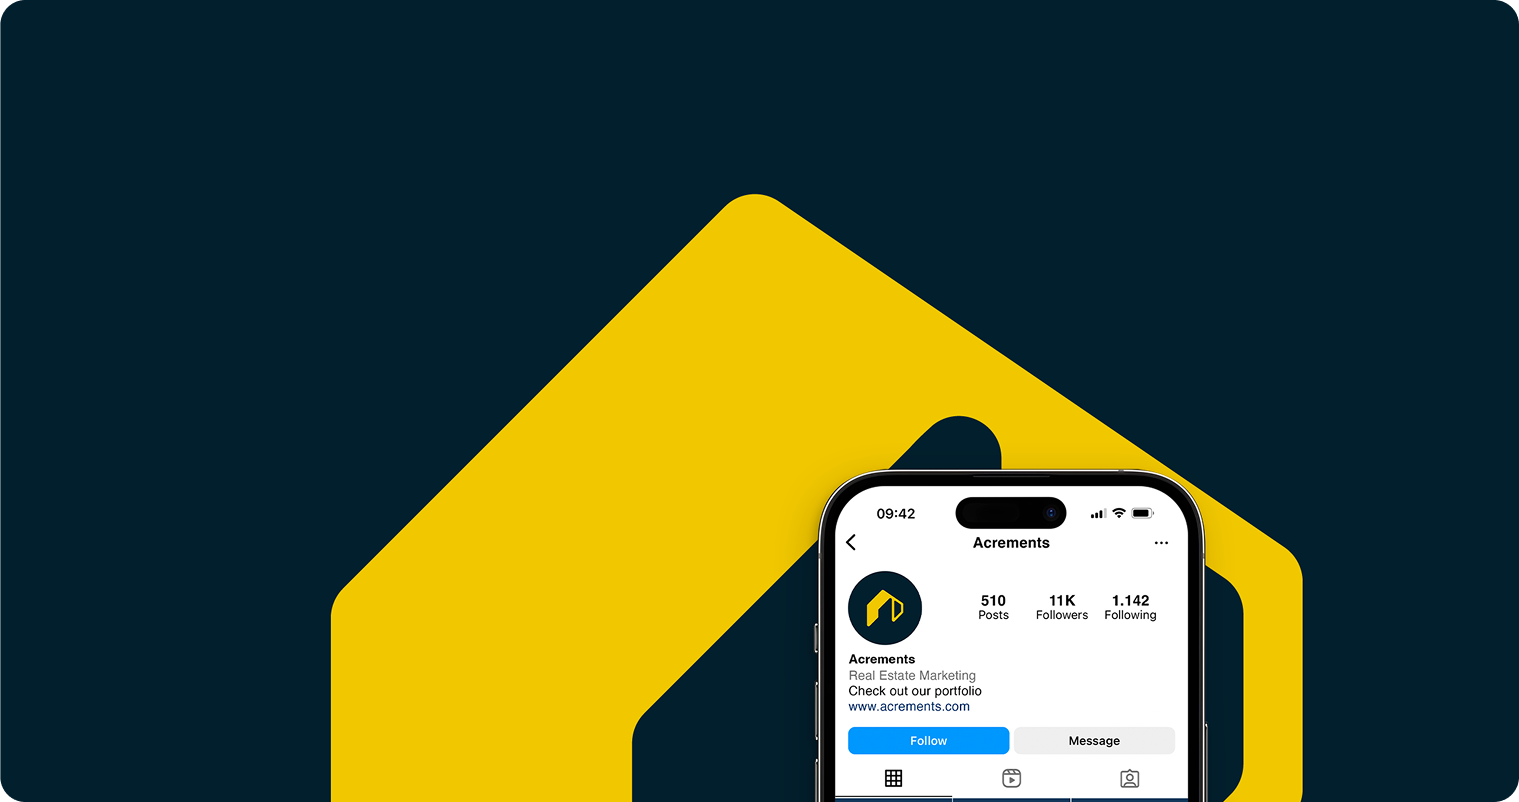 09:42
Acrements
510 11K 1.142
Posts Followers Following
Acrements
Real Estate Marketing
Check out our portfolio
www.acrements.com
Follow Message